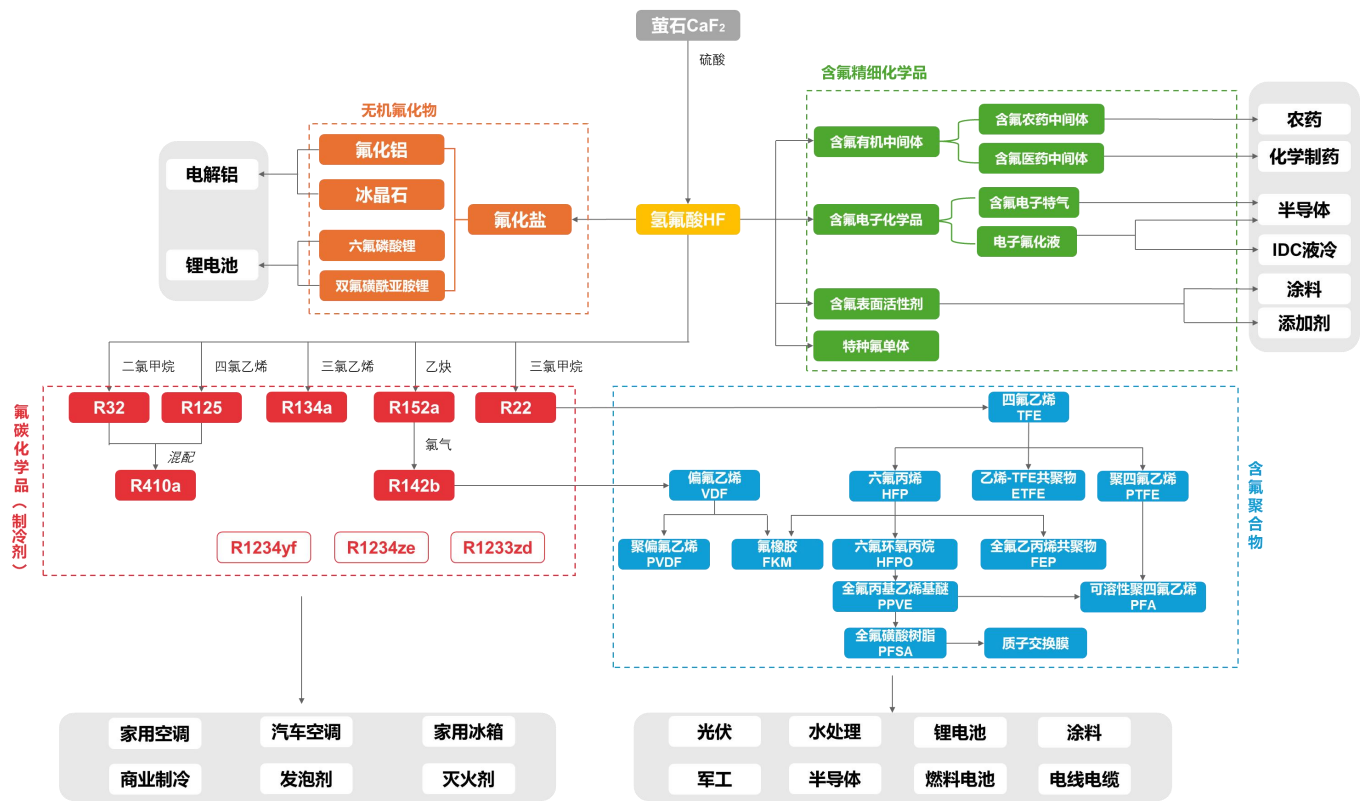 萤石CaF₂
硫酸
无机氟化物
氟化铝
冰晶石
六氟磷酸锂
双氟磺酰亚胺锂
氟化盐
电解铝
锂电池
氢氟酸HF
含氟精细化学品
含氟有机中间体
含氟农药中间体
含氟医药中间体
含氟电子化学品
含氟电子特气
电子氟化液
含氟表面活性剂
特种氟单体
农药
化学制药
半导体
IDC液冷
涂料
添加剂
二氯甲烷
四氯乙烯
三氯乙烯
乙炔
三氯甲烷
氟碳化学品（制冷剂）
R32
R125
R134a
R152a
R22
混配
氯气
R410a
R142b
R1234yf
R1234ze
R1233zd
四氟乙烯
TFE
偏氟乙烯
VDF
六氟丙烯
HFP
乙烯-TFE共聚物
ETFE
聚四氟乙烯
PTFE
聚偏氟乙烯
PVDF
氟橡胶
FKM
六氟环氧丙烷
HFPO
全氟乙丙烯共聚物
FEP
全氟丙基乙烯基醚
PPVE
可溶性聚四氟乙烯
PFA
全氟磺酸树脂
PFSA
质子交换膜
含氟聚合物
家用空调
汽车空调
家用冰箱
商业制冷
发泡剂
灭火剂
光伏
水处理
锂电池
涂料
军工
半导体
燃料电池
电线电缆